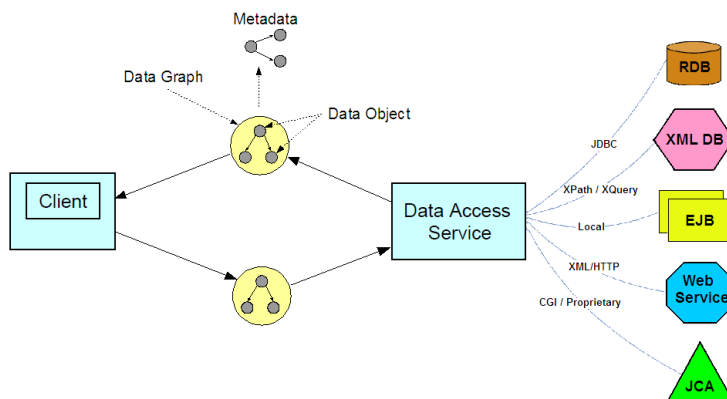 Metadata
Data Graph
Data Object
Client
Data Access
Service
JDBC
XPath / XQuery
Local
XML/HTTP
CGI / Proprietary
RDB
XML DB
EJB
Web
Service
JCA